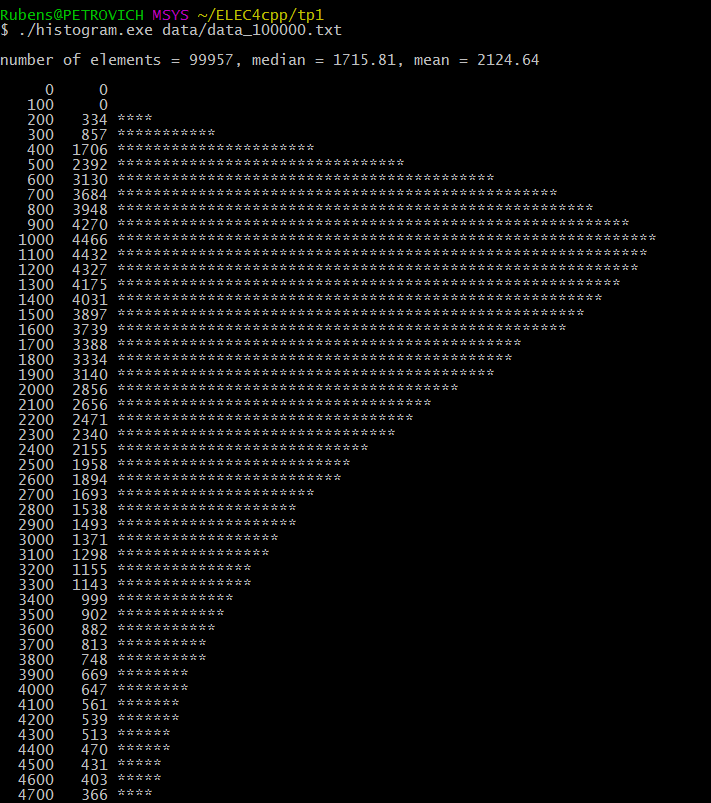 Rubens@PETROVICH MSYS ~/ELEC4cpp/tp1
$ ./histogram.exe data/data_100000.txt
number of elements = 99957, median = 1715.81, mean = 2124.64
0 0
100 0
200 334 ****
300 857 ***********
400 1706 **********************
500 2392 ********************************
600 3130 ******************************************
700 3684 *************************************************
800 3948 *****************************************************
900 4270 *********************************************************
1000 4466 ************************************************************
1100 4432 ***********************************************************
1200 4327 **********************************************************
1300 4175 ********************************************************
1400 4031 ******************************************************
1500 3897 ****************************************************
1600 3739 **************************************************
1700 3388 *********************************************
1800 3334 ********************************************
1900 3140 ******************************************
2000 2856 **************************************
2100 2656 ***********************************
2200 2471 *********************************
2300 2340 *******************************
2400 2155 ****************************
2500 1958 **************************
2600 1894 *************************
2700 1693 **********************
2800 1538 ********************
2900 1493 ********************
3000 1371 ******************
3100 1298 *****************
3200 1155 ***************
3300 1143 ***************
3400 999 *************
3500 902 ************
3600 882 ***********
3700 813 **********
3800 748 **********
3900 669 ********
4000 647 ********
4100 561 *******
4200 539 *******
4300 513 ******
4400 470 ******
4500 431 *****
4600 403 *****
4700 366 ****